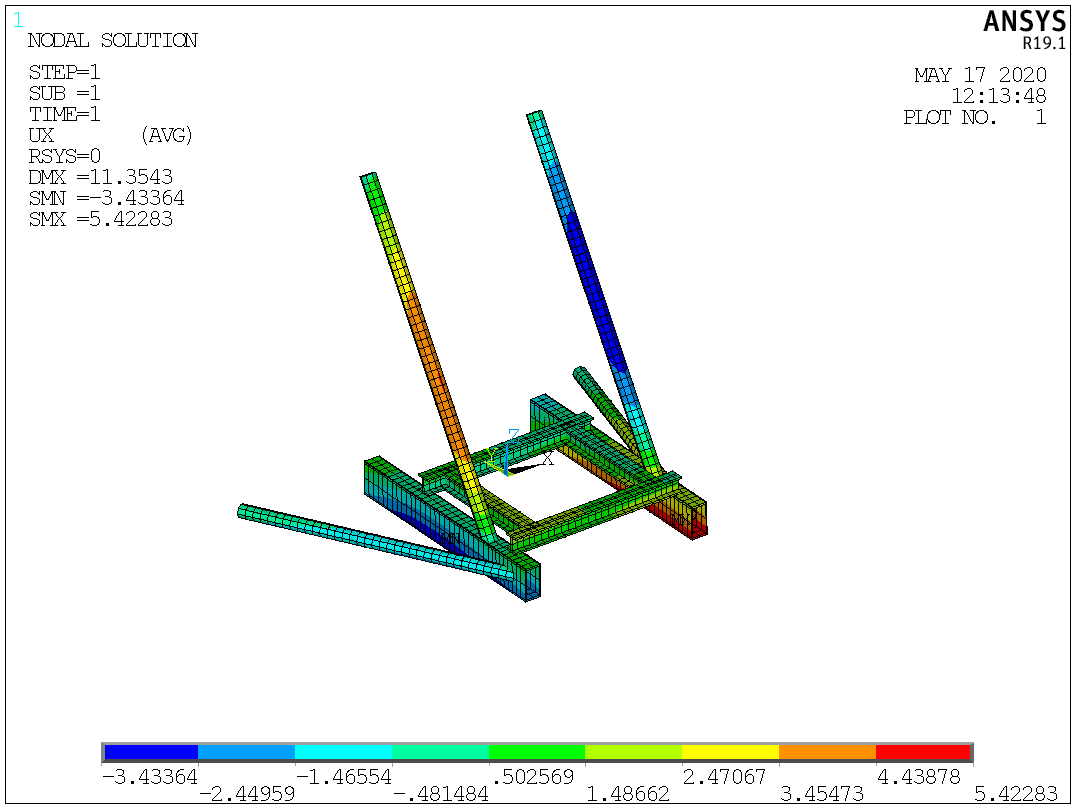 1
NODAL SOLUTION
STEP=1
SUB =1
TIME=1
UX (AVG)
RSYS=0
DMX =11.3543
SMN =-3.43364
SMX =5.42283
ANSYS
R19.1
MAY 17 2020
12:13:48
PLOT NO. 1
Z
Y
X
MN
-3.43364 -1.46554 .502569 2.47067 4.43878
-2.44959 -.481484 1.48662 3.45473 5.42283